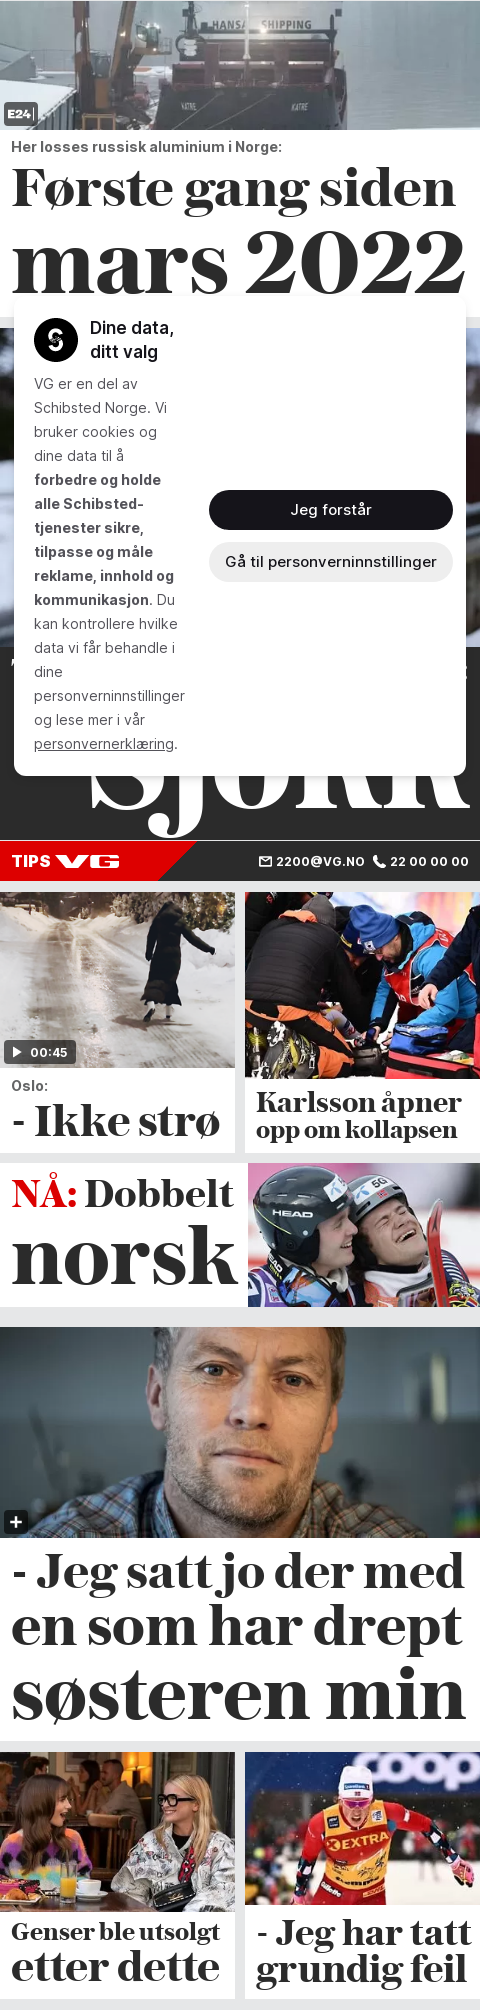 HANSA SHIPPING
KATRE
KATRE
E24
Her losses russisk aluminium i Norge:
Første gang siden
mars 2022
Dine data,
ditt valg
VG er en del av
Schibsted Norge. Vi
bruker cookies og
dine data til å
forbedre og holde
alle Schibsted-
tjenester sikre,
tilpasse og måle
reklame, innhold og
kommunikasjon. Du
kan kontrollere hvilke
data vi får behandle i
dine
personverninnstillinger
og lese mer i vår
personvernerklæring.
Jeg forstår
Gå til personverninnstillinger
TIPS VG
2200@VG.NO 22 00 00 00
00:45
Oslo:
- Ikke strø
Karlsson åpner
opp om kollapsen
NÅ: Dobbelt
norsk
HEAD
5G
HEAD
- Jeg satt jo der med
en som har drept
søsteren min
Genser ble utsolgt
etter dette
coop
EXTRA
Gillette
- Jeg har tatt
grundig feil